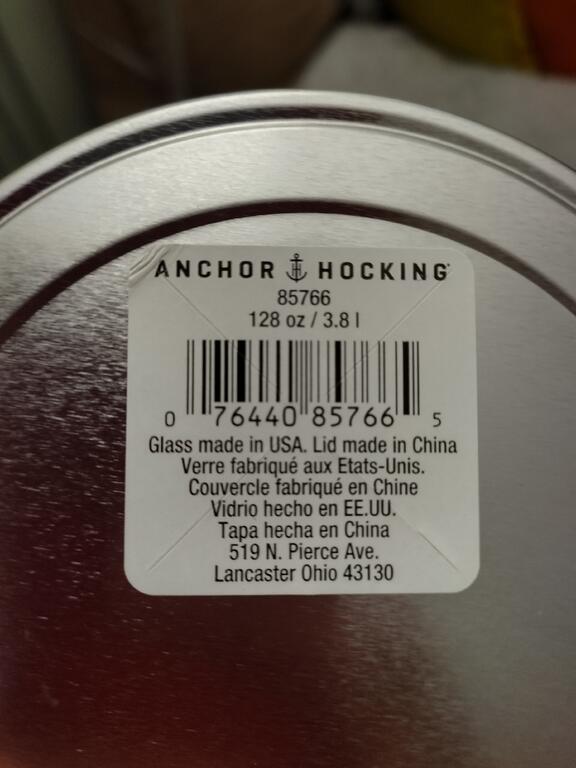 ANCHOR HOCKING
85766
128 oz / 3.8 l
0 76440 85766 5
Glass made in USA. Lid made in China
Verre fabriqué aux Etats-Unis.
Couvercle fabriqué en Chine
Vidrio hecho en EE.UU.
Tapa hecha en China
519 N. Pierce Ave.
Lancaster Ohio 43130